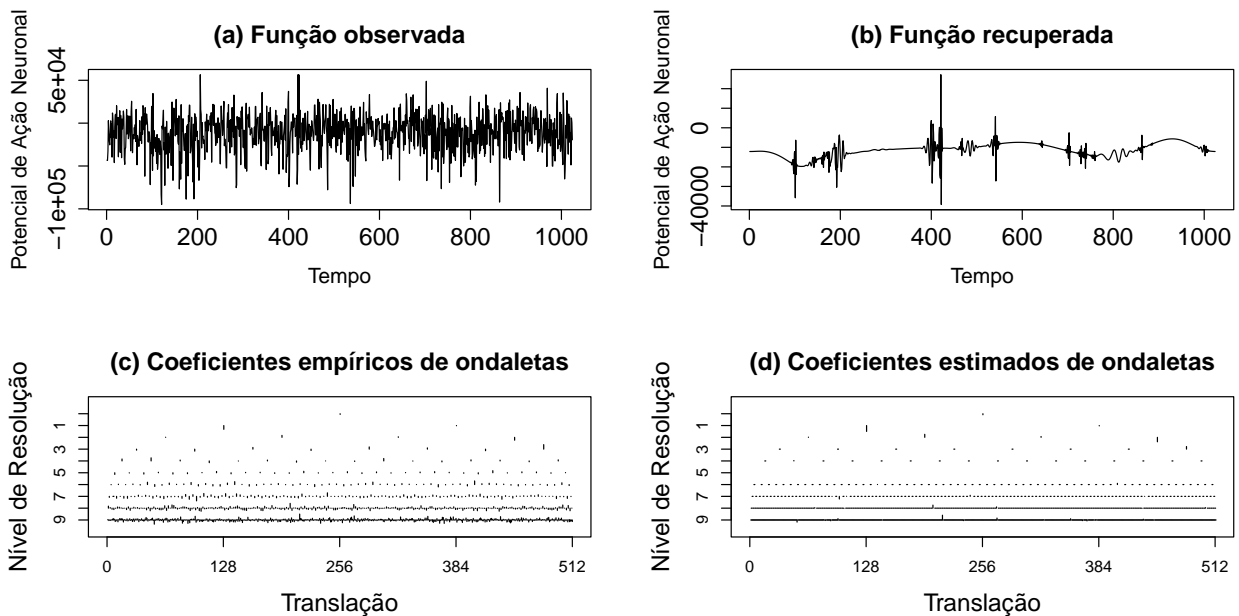 (a) Função observada
Potencial de Ação Neuronal
5e+04
−1e+05
0 200 400 600 800 1000
Tempo
(b) Função recuperada
Potencial de Ação Neuronal
0
−40000
0 200 400 600 800 1000
Tempo
(c) Coeficientes empíricos de ondaletas
Nível de Resolução
1
3
5
7
9
0 128 256 384 512
Translação
(d) Coeficientes estimados de ondaletas
Nível de Resolução
1
3
5
7
9
0 128 256 384 512
Translação